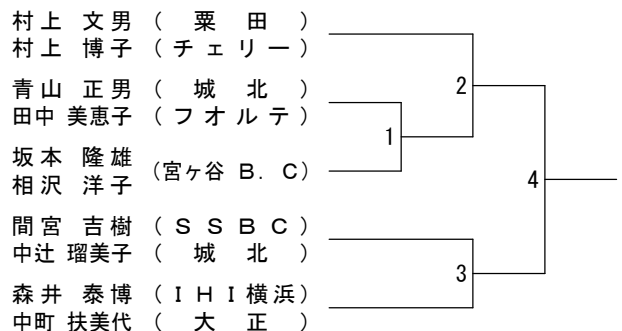 村上 文男 (粟田)
村上 博子 (チェリー)
青山 正男 (城北)
田中 美恵子 (フオルテ)
坂本 隆雄
相沢 洋子 (宮ヶ谷 B.C)
間宮 吉樹 (SSBC)
中辻 瑠美子 (城北)
森井 泰博 (IHI横浜)
中町 扶美代 (大正)
2
1
4
3